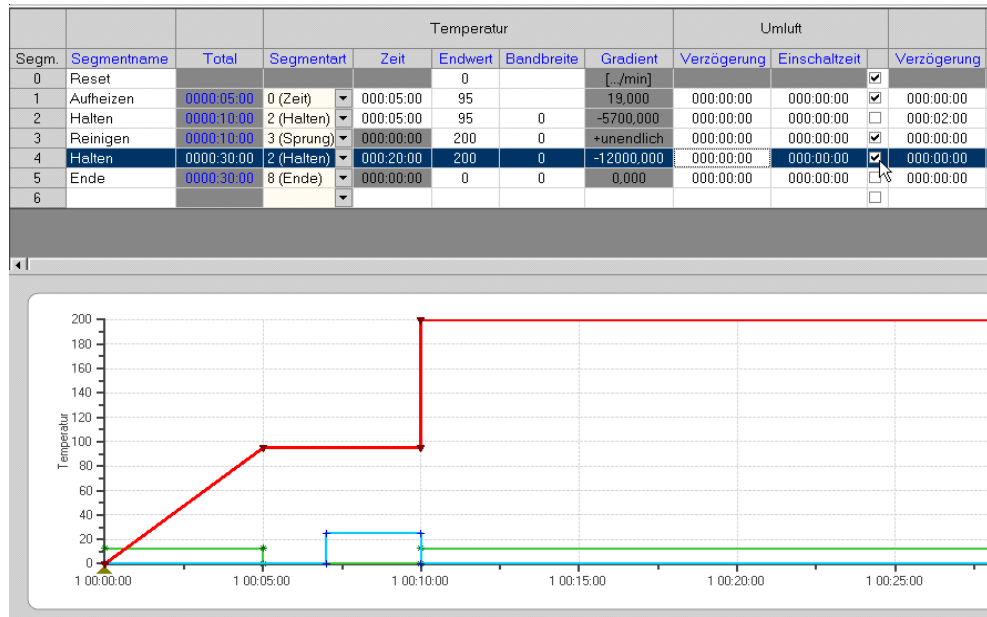 Temperatur Umluft
Segm. Segmentname Total Segmentart Zeit Endwert Bandbreite Gradient Verzögerung Einschaltzeit Verzögerung
0 Reset 0 [.../min]
1 Aufheizen 0000:05:00 0 (Zeit) 000:05:00 95 19,000 000:00:00 000:00:00 000:00:00
2 Halten 0000:10:00 2 (Halten) 000:05:00 95 0 -5700,000 000:00:00 000:00:00 000:02:00
3 Reinigen 0000:10:00 3 (Sprung) 000:00:00 200 0 +unendlich 000:00:00 000:00:00 000:00:00
4 Halten 0000:30:00 2 (Halten) 000:20:00 200 0 -12000,000 000:00:00 000:00:00 000:00:00
5 Ende 0000:30:00 8 (Ende) 000:00:00 0 0 0,000 000:00:00 000:00:00 000:00:00
6
200
180
160
140
120
100
80
60
40
20
0
Temperatur
1 00:00:00 1 00:05:00 1 00:10:00 1 00:15:00 1 00:20:00 1 00:25:00